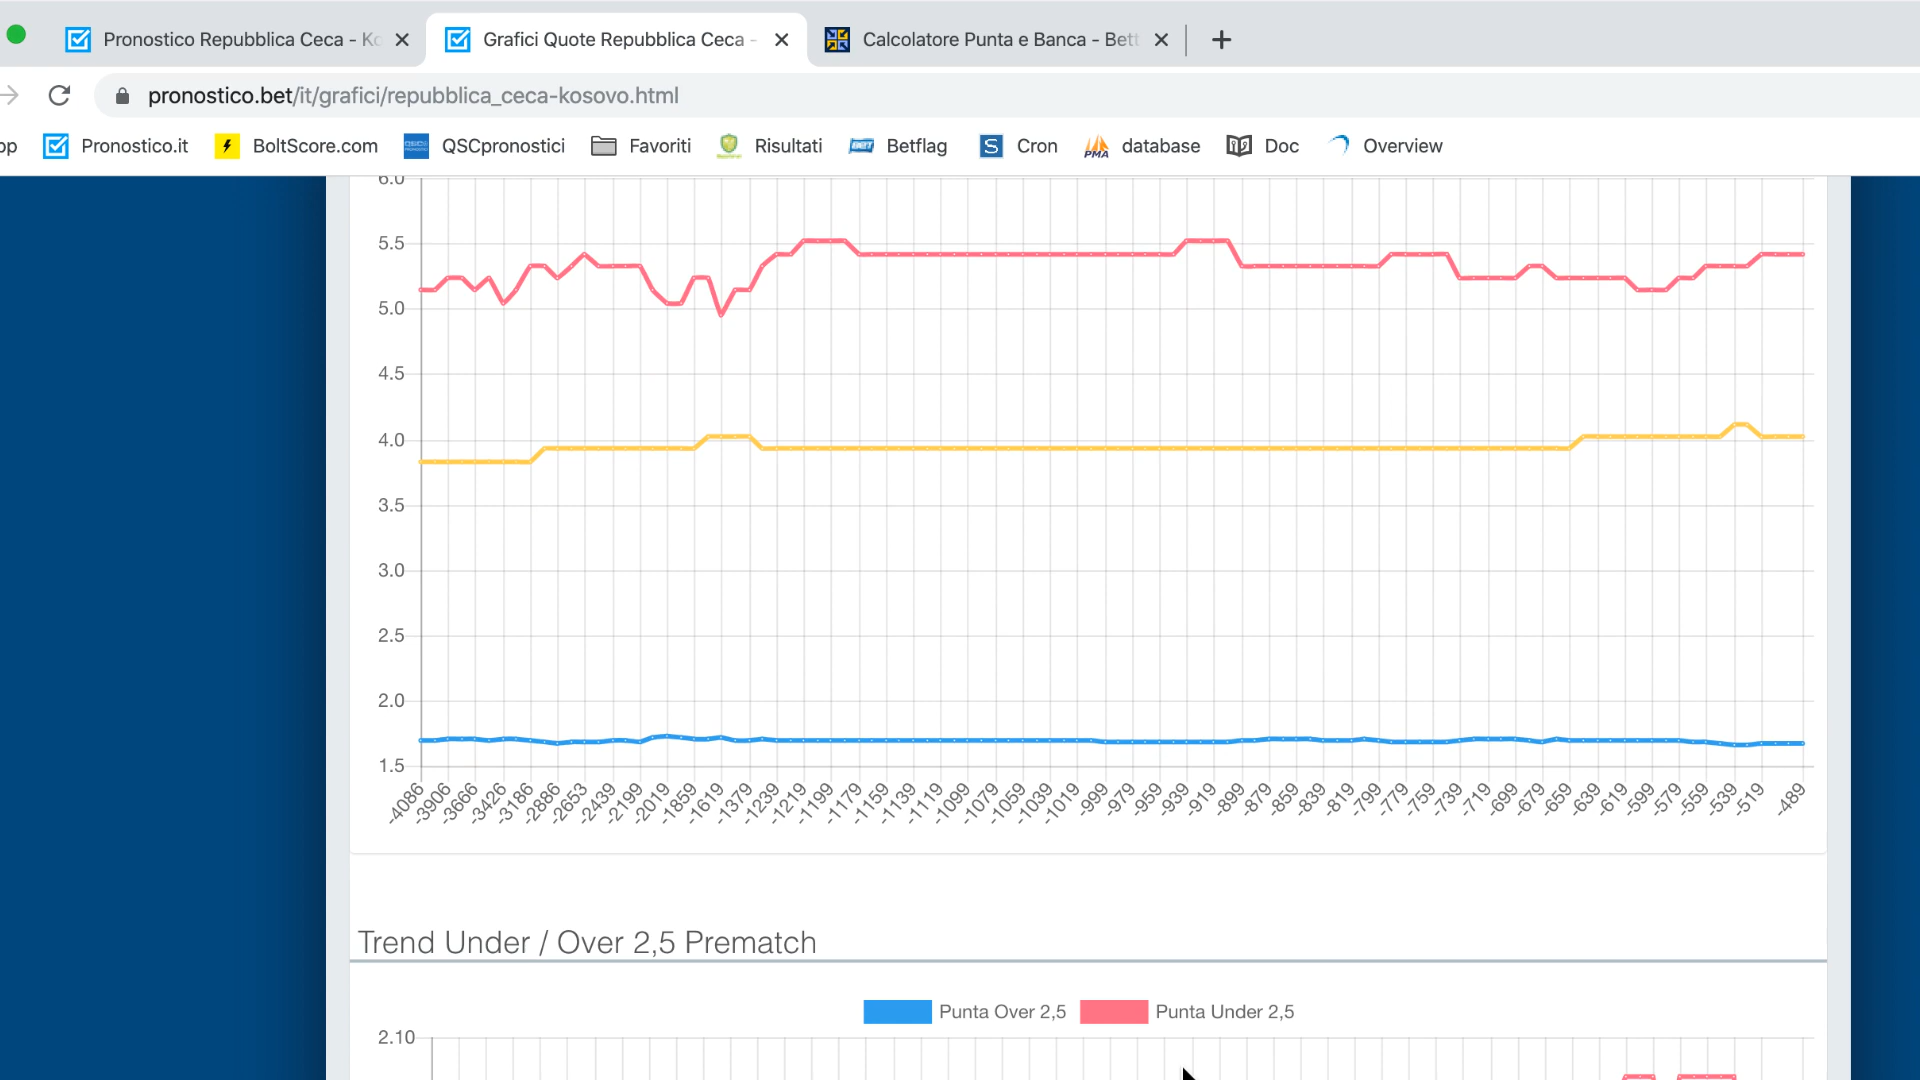 Pronostico Repubblica Ceca - Ko
Grafici Quote Repubblica Ceca -
Calcolatore Punta e Banca - Bett
pronostico.bet/it/grafici/repubblica_ceca-kosovo.html
op Pronostico.it BoltScore.com QSCpronostici Favoriti Risultati Betflag Cron database Doc Overview
6.0
5.5
5.0
4.5
4.0
3.5
3.0
2.5
2.0
1.5
-4086 -3906 -3666 -3426 -3186 -2886 -2653 -2439 -2199 -2019 -1859 -1619 -1379 -1239 -1219 -1199 -1179 -1159 -1139 -1119 -1099 -1079 -1059 -1039 -1019 -999 -979 -959 -939 -919 -899 -879 -859 -839 -819 -799 -779 -759 -739 -719 -699 -679 -659 -639 -619 -599 -579 -559 -539 -519 -489
Trend Under / Over 2,5 Prematch
Punta Over 2,5 Punta Under 2,5
2.10